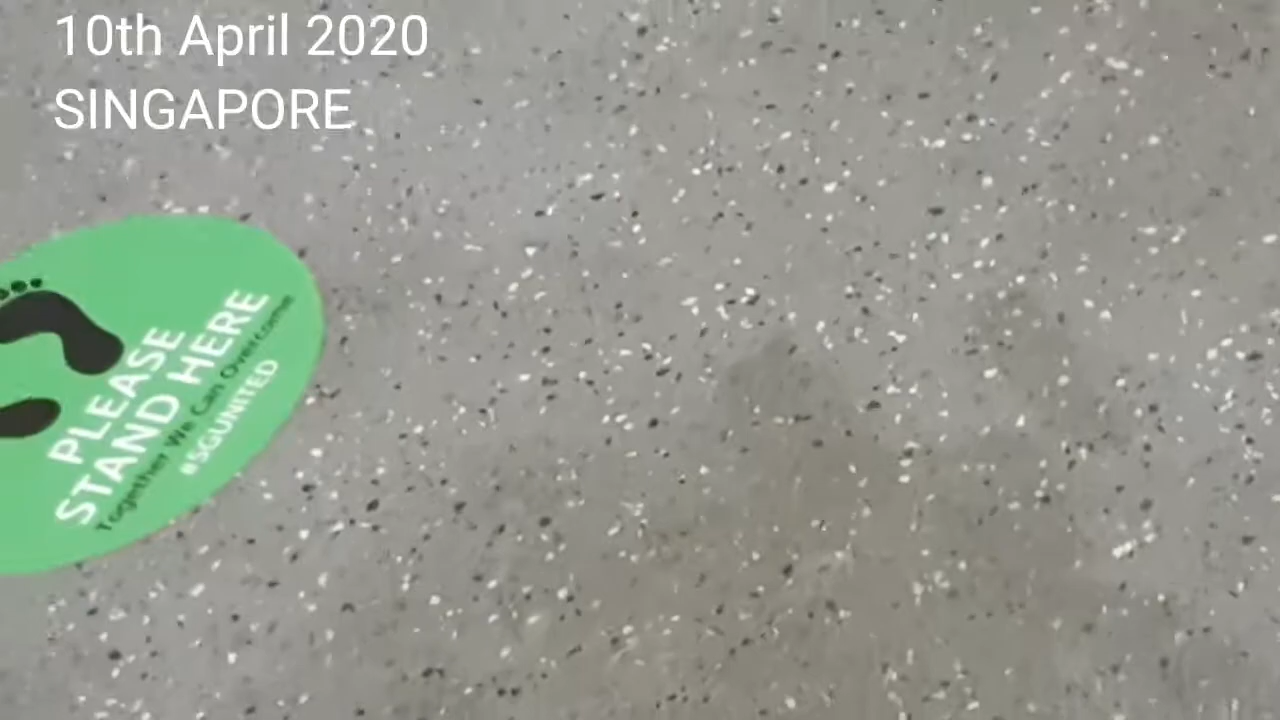 10th April 2020
SINGAPORE
PLEASE
STAND HERE
Together We Can Overcome
#SGUNITED